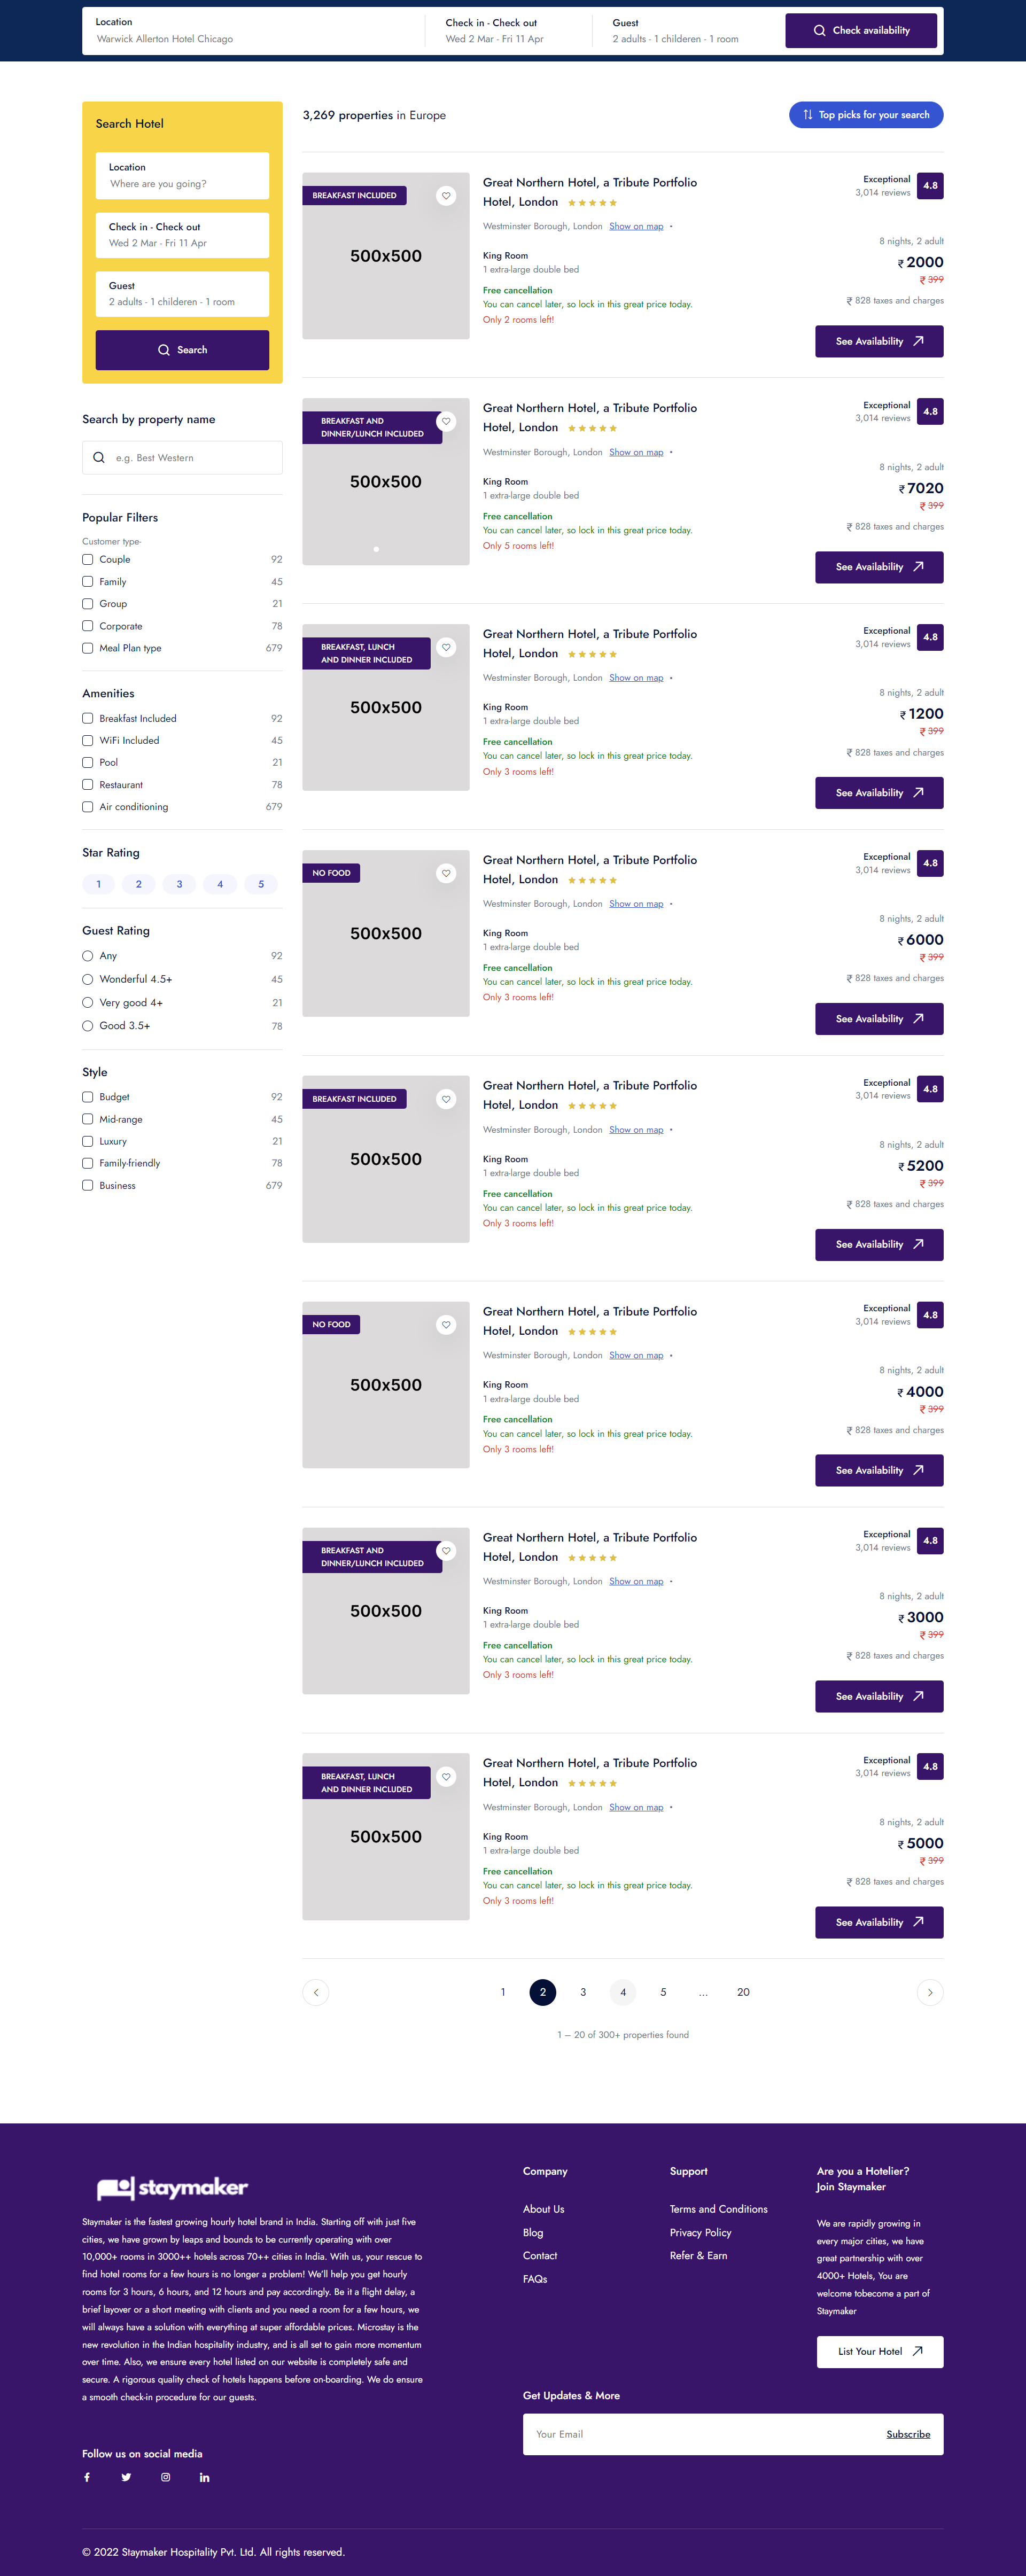 Location
Warwick Allerton Hotel Chicago
Check in - Check out
Wed 2 Mar - Fri 11 Apr
Guest
2 adults - 1 childeren - 1 room
Check availability
Search Hotel
Location
Where are you going?
Check in - Check out
Wed 2 Mar - Fri 11 Apr
Guest
2 adults - 1 childeren - 1 room
Search
Search by property name
e.g. Best Western
Popular Filters
Customer type-
Couple 92
Family 45
Group 21
Corporate 78
Meal Plan type 679
Amenities
Breakfast Included 92
WiFi Included 45
Pool 21
Restaurant 78
Air conditioning 679
Star Rating
1 2 3 4 5
Guest Rating
Any 92
Wonderful 4.5+ 45
Very good 4+ 21
Good 3.5+ 78
Style
Budget 92
Mid-range 45
Luxury 21
Family-friendly 78
Business 679
3,269 properties in Europe
Top picks for your search
BREAKFAST INCLUDED
500x500
Great Northern Hotel, a Tribute Portfolio
Hotel, London
Westminster Borough, London Show on map
King Room
1 extra-large double bed
Free cancellation
You can cancel later, so lock in this great price today.
Only 2 rooms left!
Exceptional
3,014 reviews
4.8
8 nights, 2 adult
₹ 2000
₹ 399
₹ 828 taxes and charges
See Availability
BREAKFAST AND
DINNER/LUNCH INCLUDED
500x500
Great Northern Hotel, a Tribute Portfolio
Hotel, London
Westminster Borough, London Show on map
King Room
1 extra-large double bed
Free cancellation
You can cancel later, so lock in this great price today.
Only 5 rooms left!
Exceptional
3,014 reviews
4.8
8 nights, 2 adult
₹ 7020
₹ 399
₹ 828 taxes and charges
See Availability
BREAKFAST, LUNCH
AND DINNER INCLUDED
500x500
Great Northern Hotel, a Tribute Portfolio
Hotel, London
Westminster Borough, London Show on map
King Room
1 extra-large double bed
Free cancellation
You can cancel later, so lock in this great price today.
Only 3 rooms left!
Exceptional
3,014 reviews
4.8
8 nights, 2 adult
₹ 1200
₹ 399
₹ 828 taxes and charges
See Availability
NO FOOD
500x500
Great Northern Hotel, a Tribute Portfolio
Hotel, London
Westminster Borough, London Show on map
King Room
1 extra-large double bed
Free cancellation
You can cancel later, so lock in this great price today.
Only 3 rooms left!
Exceptional
3,014 reviews
4.8
8 nights, 2 adult
₹ 6000
₹ 399
₹ 828 taxes and charges
See Availability
BREAKFAST INCLUDED
500x500
Great Northern Hotel, a Tribute Portfolio
Hotel, London
Westminster Borough, London Show on map
King Room
1 extra-large double bed
Free cancellation
You can cancel later, so lock in this great price today.
Only 3 rooms left!
Exceptional
3,014 reviews
4.8
8 nights, 2 adult
₹ 5200
₹ 399
₹ 828 taxes and charges
See Availability
NO FOOD
500x500
Great Northern Hotel, a Tribute Portfolio
Hotel, London
Westminster Borough, London Show on map
King Room
1 extra-large double bed
Free cancellation
You can cancel later, so lock in this great price today.
Only 3 rooms left!
Exceptional
3,014 reviews
4.8
8 nights, 2 adult
₹ 4000
₹ 399
₹ 828 taxes and charges
See Availability
BREAKFAST AND
DINNER/LUNCH INCLUDED
500x500
Great Northern Hotel, a Tribute Portfolio
Hotel, London
Westminster Borough, London Show on map
King Room
1 extra-large double bed
Free cancellation
You can cancel later, so lock in this great price today.
Only 3 rooms left!
Exceptional
3,014 reviews
4.8
8 nights, 2 adult
₹ 3000
₹ 399
₹ 828 taxes and charges
See Availability
BREAKFAST, LUNCH
AND DINNER INCLUDED
500x500
Great Northern Hotel, a Tribute Portfolio
Hotel, London
Westminster Borough, London Show on map
King Room
1 extra-large double bed
Free cancellation
You can cancel later, so lock in this great price today.
Only 3 rooms left!
Exceptional
3,014 reviews
4.8
8 nights, 2 adult
₹ 5000
₹ 399
₹ 828 taxes and charges
See Availability
1 2 3 4 5 ... 20
1 – 20 of 300+ properties found
staymaker
Staymaker is the fastest growing hourly hotel brand in India. Starting off with just five
cities, we have grown by leaps and bounds to be currently operating with over
10,000+ rooms in 3000++ hotels across 70++ cities in India. With us, your rescue to
find hotel rooms for a few hours is no longer a problem! We'll help you get hourly
rooms for 3 hours, 6 hours, and 12 hours and pay accordingly. Be it a flight delay, a
brief layover or a short meeting with clients and you need a room for a few hours, we
will always have a solution with everything at super affordable prices. Microstay is the
new revolution in the Indian hospitality industry, and is all set to gain more momentum
over time. Also, we ensure every hotel listed on our website is completely safe and
secure. A rigorous quality check of hotels happens before on-boarding. We do ensure
a smooth check-in procedure for our guests.
Follow us on social media
Company
About Us
Blog
Contact
FAQs
Support
Terms and Conditions
Privacy Policy
Refer & Earn
Are you a Hotelier?
Join Staymaker
We are rapidly growing in
every major cities, we have
great partnership with over
4000+ Hotels, You are
welcome tobecome a part of
Staymaker
List Your Hotel
Get Updates & More
Your Email
Subscribe
© 2022 Staymaker Hospitality Pvt. Ltd. All rights reserved.